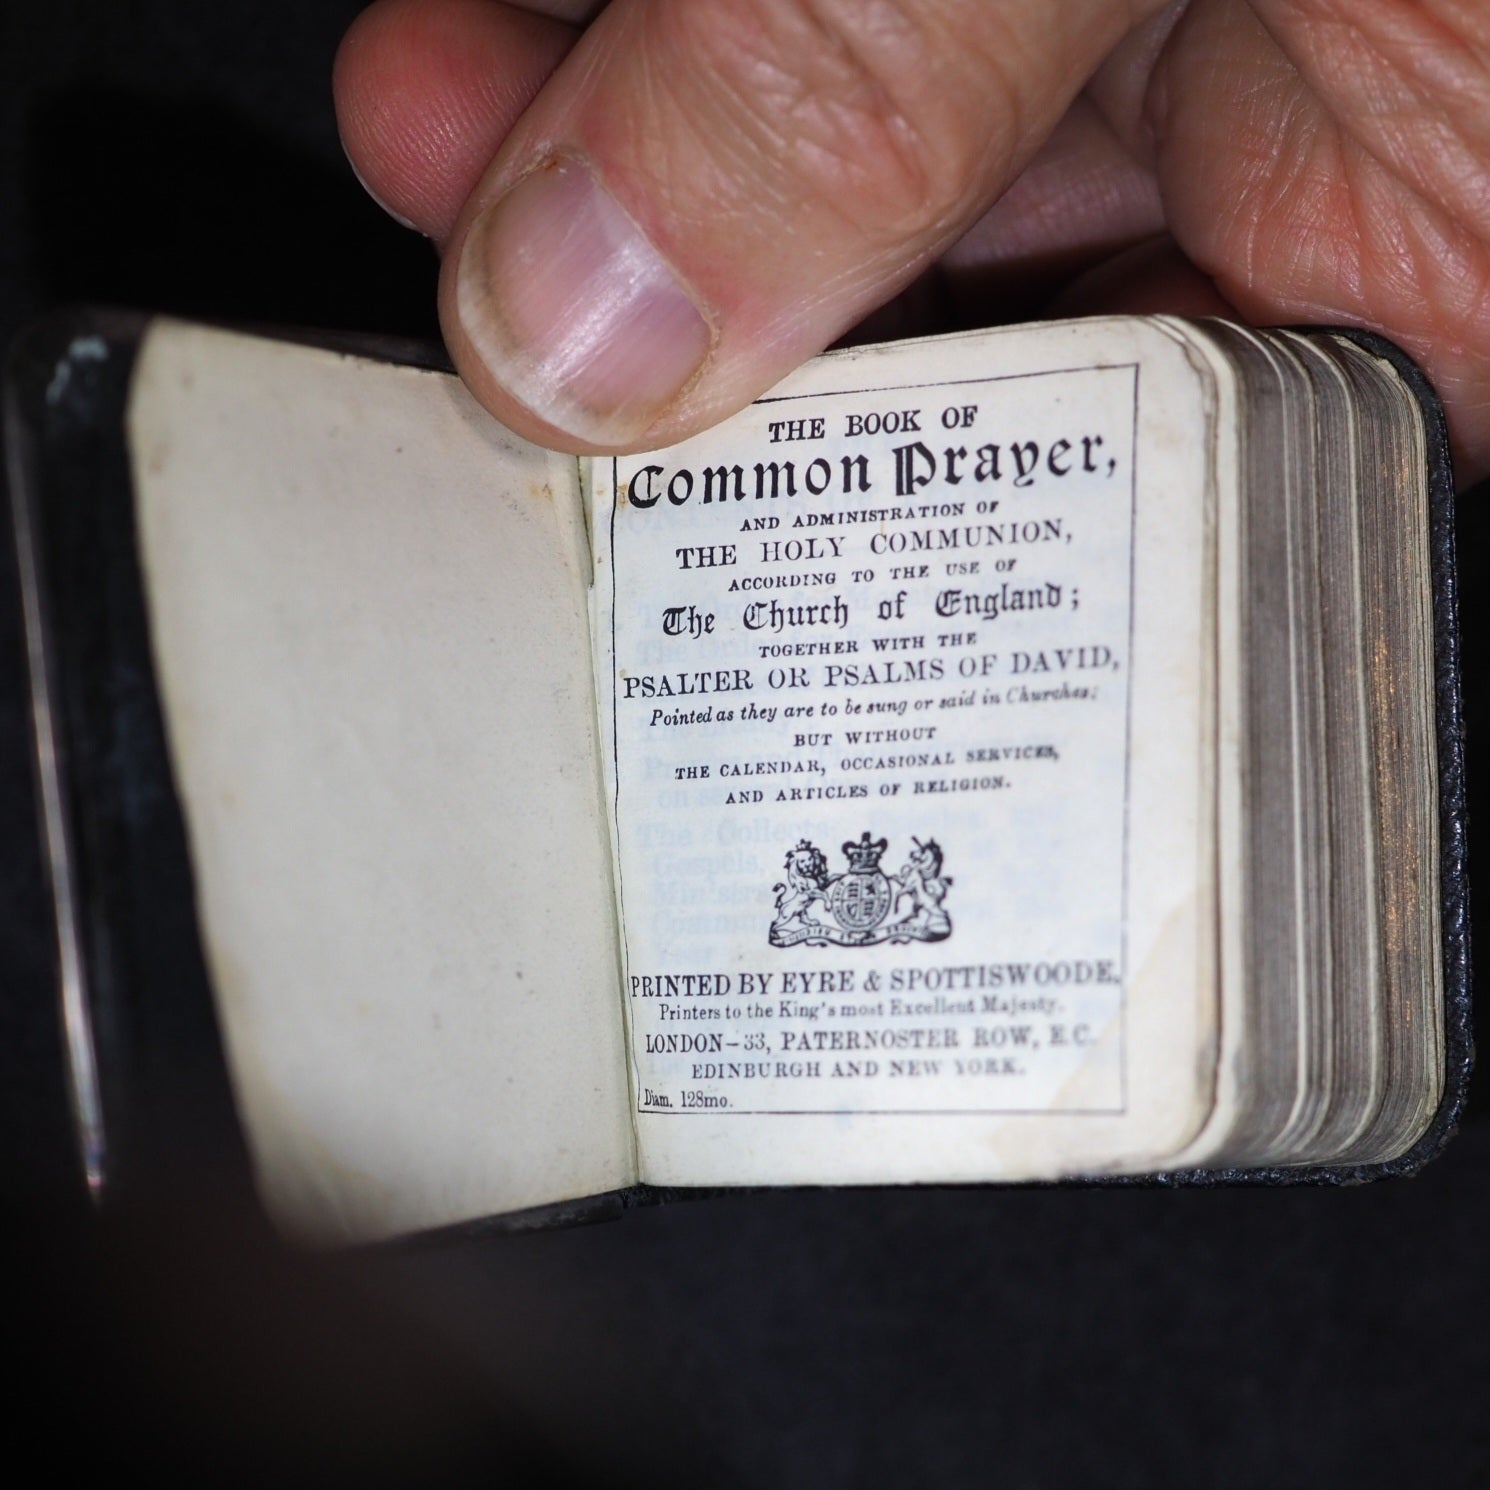 THE BOOK OF
Common Prayer,
AND ADMINISTRATION OF
THE HOLY COMMUNION,
ACCORDING TO THE USE OF
The Church of England;
TOGETHER WITH THE
PSALTER OR PSALMS OF DAVID,
Pointed as they are to be sung or said in Churches;
BUT WITHOUT
THE CALENDAR, OCCASIONAL SERVICES,
AND ARTICLES OF RELIGION.
PRINTED BY EYRE & SPOTTISWOODE,
Printers to the King's most Excellent Majesty.
LONDON—33, PATERNOSTER ROW, E.C.
EDINBURGH AND NEW YORK.
Diam. 128mo.